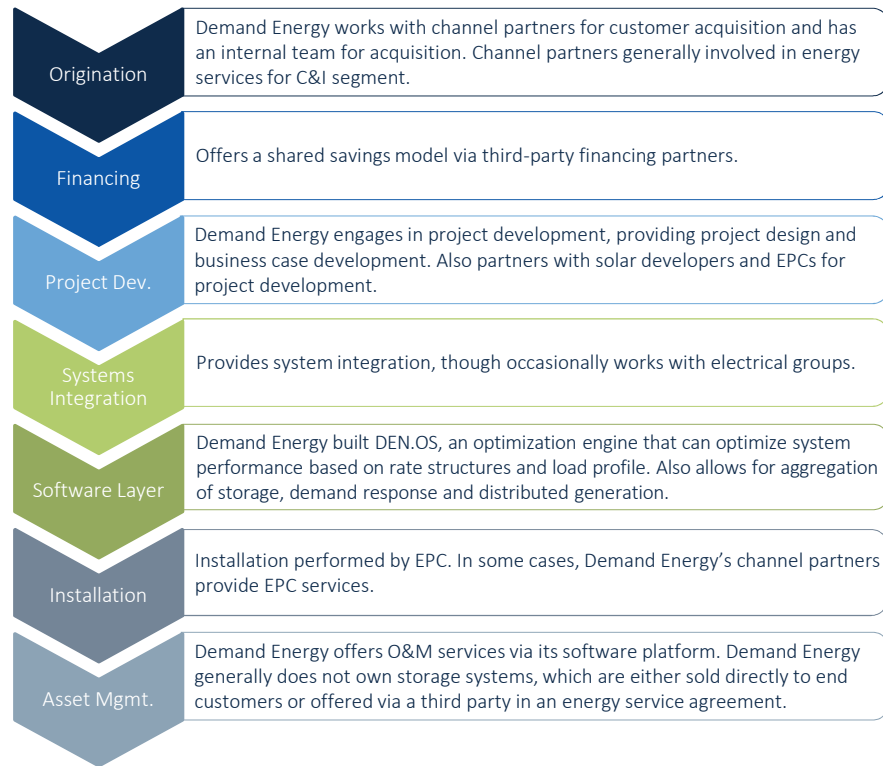 Origination
Demand Energy works with channel partners for customer acquisition and has
an internal team for acquisition. Channel partners generally involved in energy
services for C&I segment.
Financing
Offers a shared savings model via third-party financing partners.
Project Dev.
Demand Energy engages in project development, providing project design and
business case development. Also partners with solar developers and EPCs for
project development.
Systems
Integration
Provides system integration, though occasionally works with electrical groups.
Software Layer
Demand Energy built DEN.OS, an optimization engine that can optimize system
performance based on rate structures and load profile. Also allows for aggregation
of storage, demand response and distributed generation.
Installation
Installation performed by EPC. In some cases, Demand Energy's channel partners
provide EPC services.
Asset Mgmt.
Demand Energy offers O&M services via its software platform. Demand Energy
generally does not own storage systems, which are either sold directly to end
customers or offered via a third party in an energy service agreement.